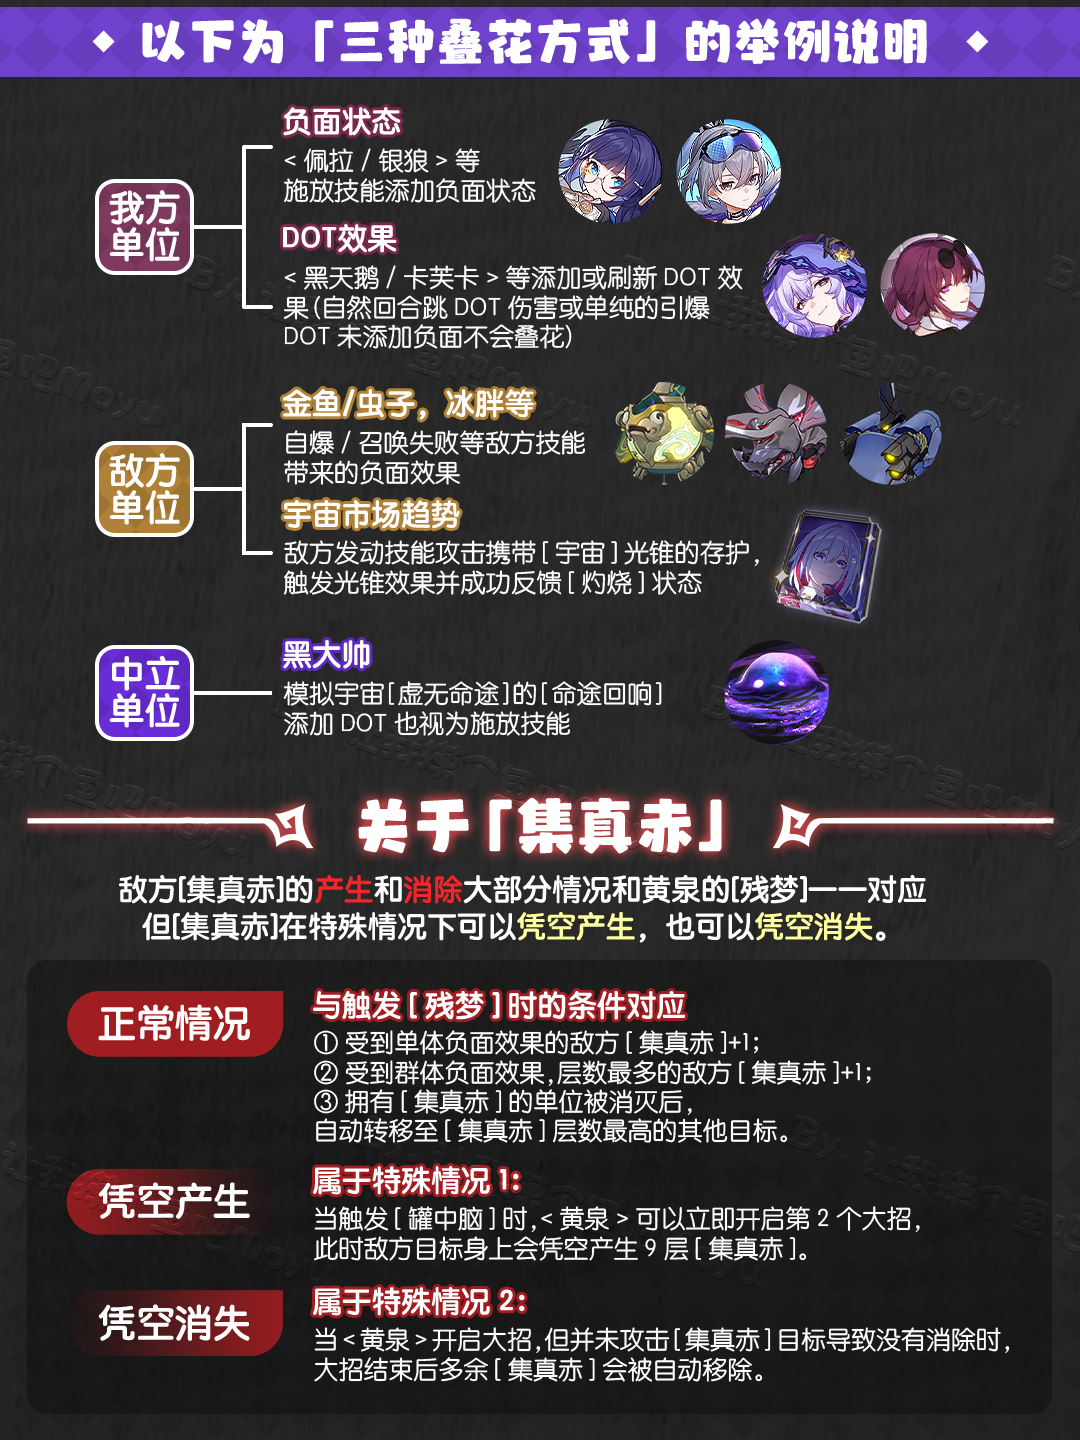 以下为「三种叠花方式」的举例说明
我方
单位
负面状态
< 佩拉 / 银狼 > 等
施放技能添加负面状态
DOT效果
< 黑天鹅 / 卡芙卡 > 等添加或刷新 DOT 效
果(自然回合跳 DOT 伤害或单纯的引爆
DOT 未添加负面不会叠花)
敌方
单位
金鱼/虫子，冰胖等
自爆 / 召唤失败等敌方技能
带来的负面效果
宇宙市场趋势
敌方发动技能攻击携带 [ 宇宙 ] 光锥的存护，
触发光锥效果并成功反馈 [ 灼烧 ] 状态
中立
单位
黑大帅
模拟宇宙[虚无命途]的[命途回响]
添加 DOT 也视为施放技能
关于「集真赤」
敌方[集真赤]的产生和消除大部分情况和黄泉的[残梦]一一对应
但[集真赤]在特殊情况下可以凭空产生，也可以凭空消失。
正常情况
与触发 [ 残梦 ] 时的条件对应
① 受到单体负面效果的敌方 [ 集真赤 ]+1；
② 受到群体负面效果,层数最多的敌方 [ 集真赤 ]+1；
③ 拥有 [ 集真赤 ] 的单位被消灭后，
自动转移至 [ 集真赤 ] 层数最高的其他目标。
凭空产生
属于特殊情况 1:
当触发 [ 罐中脑 ] 时,< 黄泉 > 可以立即开启第 2 个大招，
此时敌方目标身上会凭空产生 9 层 [ 集真赤 ]。
凭空消失
属于特殊情况 2:
当 < 黄泉 > 开启大招,但并未攻击 [ 集真赤 ] 目标导致没有消除时，
大招结束后多余 [ 集真赤 ] 会被自动移除。